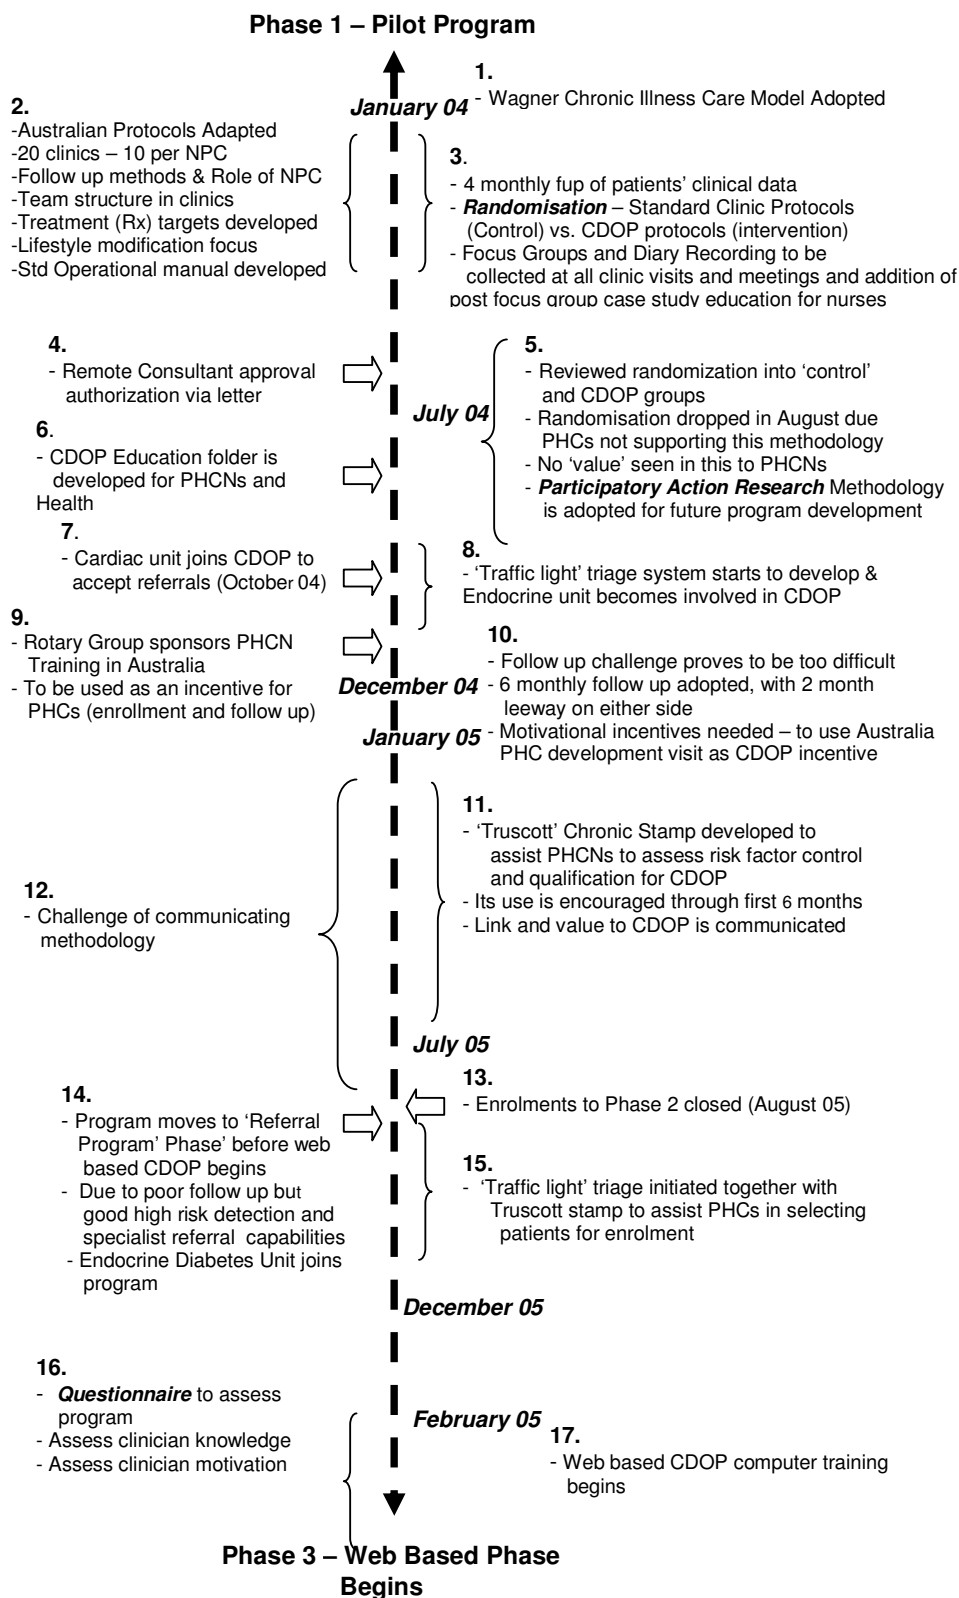 Phase 1 – Pilot Program
January 04
1.
- Wagner Chronic Illness Care Model Adopted
2.
-Australian Protocols Adapted
-20 clinics – 10 per NPC
-Follow up methods & Role of NPC
-Team structure in clinics
-Treatment (Rx) targets developed
-Lifestyle modification focus
-Std Operational manual developed
3.
- 4 monthly fup of patients' clinical data
- Randomisation – Standard Clinic Protocols
(Control) vs. CDOP protocols (intervention)
- Focus Groups and Diary Recording to be
collected at all clinic visits and meetings and addition of
post focus group case study education for nurses
4.
- Remote Consultant approval
authorization via letter
July 04
5.
- Reviewed randomization into 'control'
and CDOP groups
- Randomisation dropped in August due
PHCs not supporting this methodology
- No 'value' seen in this to PHCNs
- Participatory Action Research Methodology
is adopted for future program development
6.
- CDOP Education folder is
developed for PHCNs and
Health
7.
- Cardiac unit joins CDOP to
accept referrals (October 04)
8.
- 'Traffic light' triage system starts to develop &
Endocrine unit becomes involved in CDOP
9.
- Rotary Group sponsors PHCN
Training in Australia
- To be used as an incentive for
PHCs (enrollment and follow up)
December 04
January 05
10.
- Follow up challenge proves to be too difficult
- 6 monthly follow up adopted, with 2 month
leeway on either side
- Motivational incentives needed – to use Australia
PHC development visit as CDOP incentive
11.
- 'Truscott' Chronic Stamp developed to
assist PHCNs to assess risk factor control
and qualification for CDOP
- Its use is encouraged through first 6 months
- Link and value to CDOP is communicated
12.
- Challenge of communicating
methodology
July 05
13.
- Enrolments to Phase 2 closed (August 05)
14.
- Program moves to 'Referral
Program' Phase' before web
based CDOP begins
- Due to poor follow up but
good high risk detection and
specialist referral capabilities
- Endocrine Diabetes Unit joins
program
15.
- 'Traffic light' triage initiated together with
Truscott stamp to assist PHCs in selecting
patients for enrolment
December 05
16.
- Questionnaire to assess
program
- Assess clinician knowledge
- Assess clinician motivation
February 05
17.
- Web based CDOP computer training
begins
Phase 3 – Web Based Phase
Begins